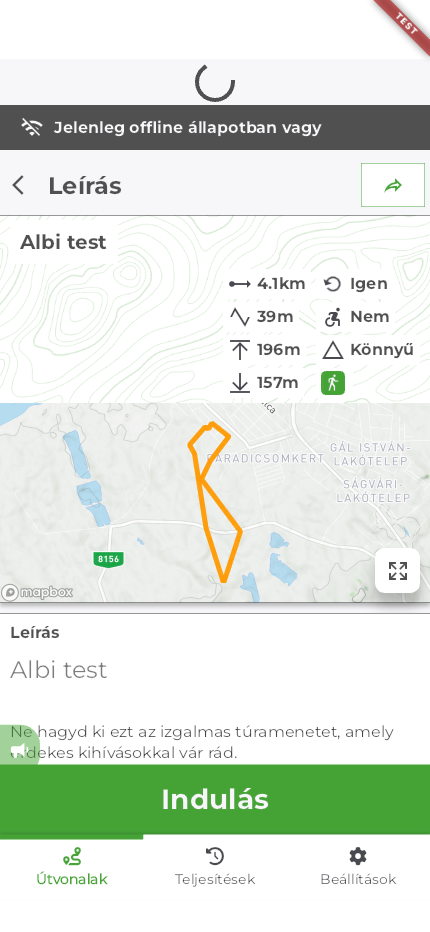 TEST
Jelenleg offline állapotban vagy
Leírás
Albi test
4.1km
Igen
39m
Nem
196m
Könnyű
157m
PARADICSOMKERT
GÁL ISTVÁN-
LAKÓTELEP
SÁGVÁRI-
LAKÓTELEP
8156
mapbox
Leírás
Albi test
Ne hagyd ki ezt az izgalmas túramenetet, amely
érdekes kihívásokkal vár rád.
Indulás
Útvonalak
Teljesítések
Beállítások